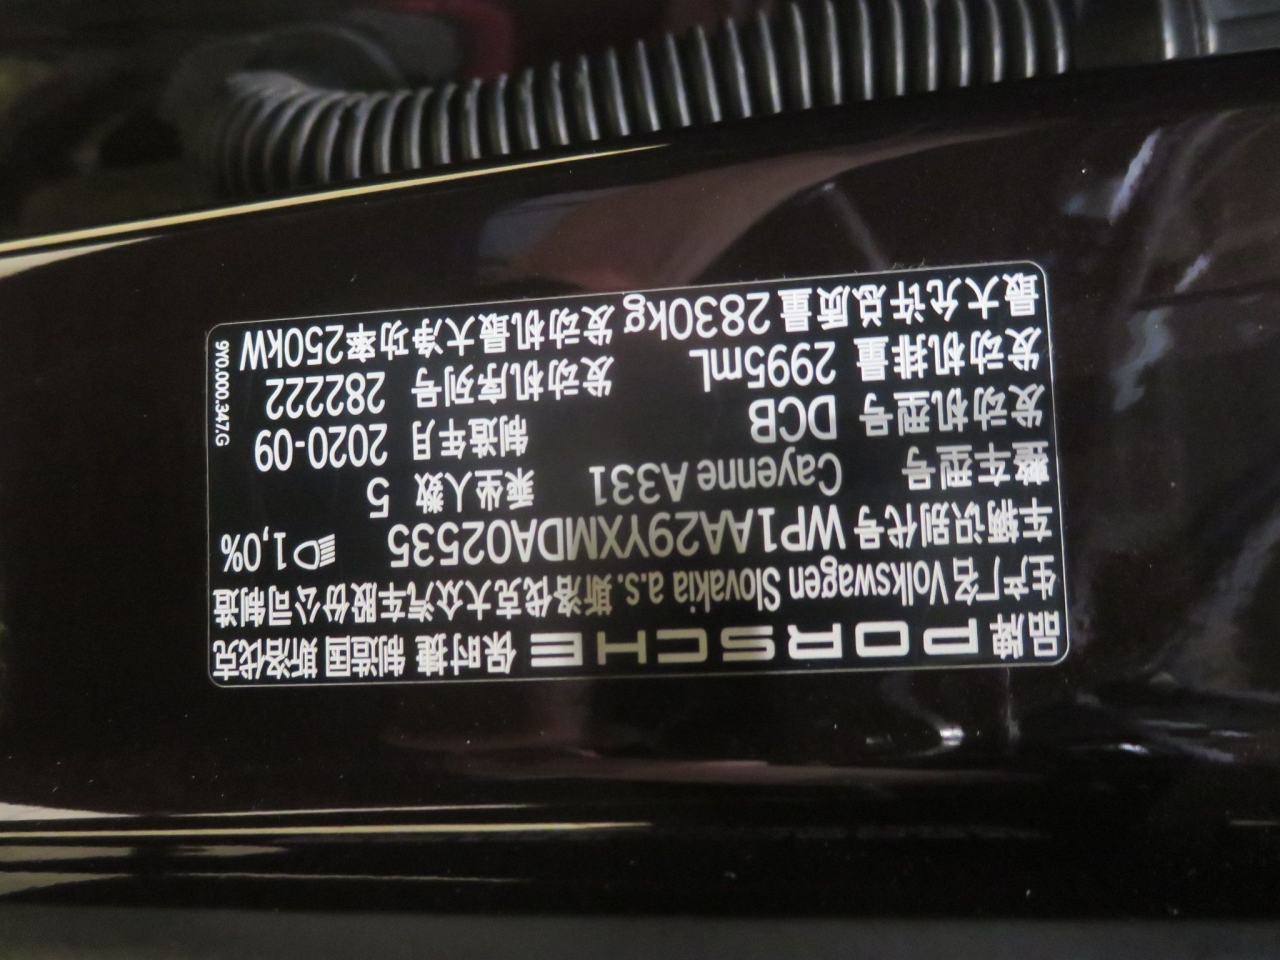 品牌 PORSCHE 保时捷 制造国 斯洛伐克
生产厂名 Volkswagen Slovakia a.s. 斯洛伐克大众汽车股份公司制造
车辆识别代号 WP1AA29YXMDA02535 1,0%
整车型号 Cayenne A331 乘坐人数 5
发动机型号 DCB 制造年月 2020-09
发动机排量 2995mL 发动机序列号 282222
最大允许总质量 2830kg 发动机最大净功率 250kW
9Y0.000.347.G